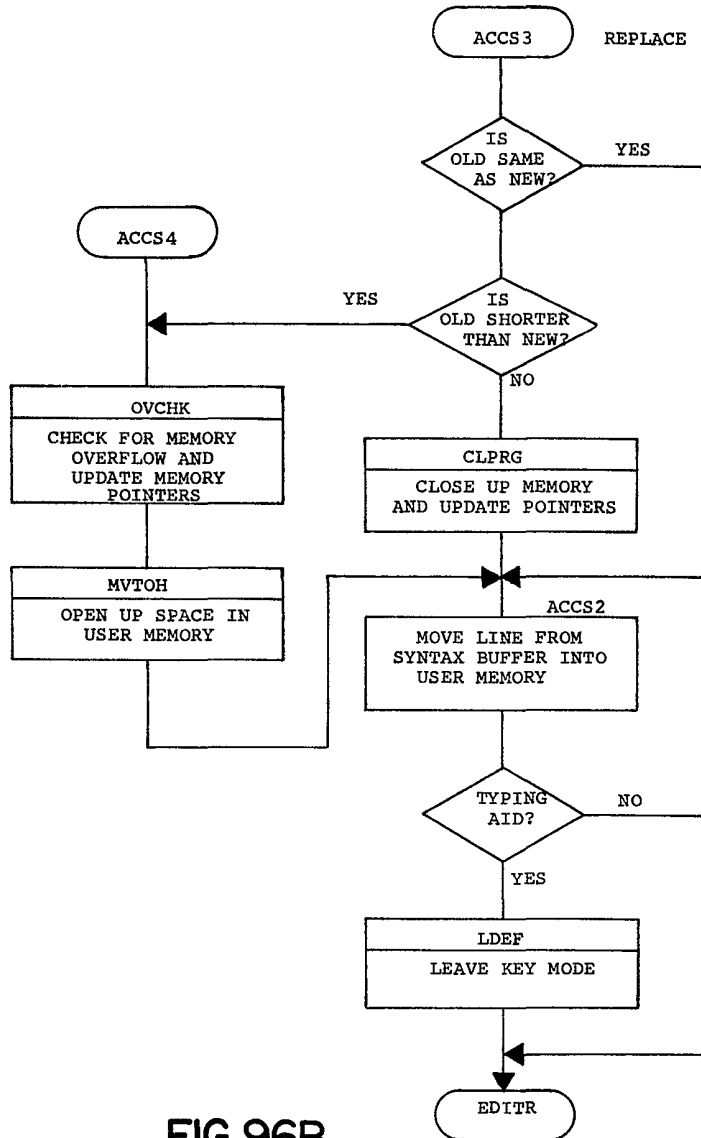 ACCS3
REPLACE
IS
OLD SAME
AS NEW?
YES
ACCS4
YES
IS
OLD SHORTER
THAN NEW?
NO
OVCHK
CHECK FOR MEMORY
OVERFLOW AND
UPDATE MEMORY
POINTERS
CLPRG
CLOSE UP MEMORY
AND UPDATE POINTERS
MVTOH
OPEN UP SPACE IN
USER MEMORY
ACCS2
MOVE LINE FROM
SYNTAX BUFFER INTO
USER MEMORY
TYPING
AID?
NO
YES
LDEF
LEAVE KEY MODE
EDITR
FIG 96B